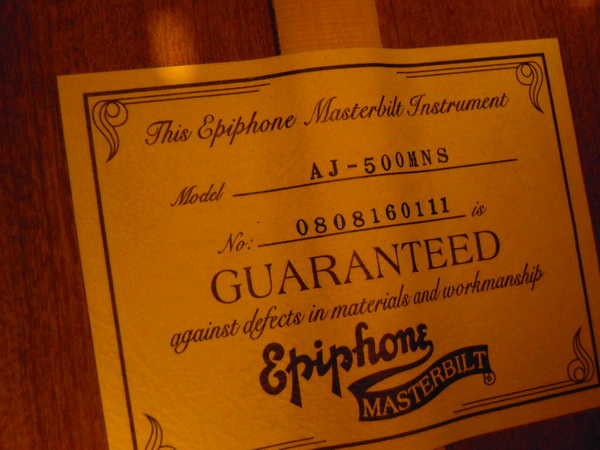 This Epiphone Masterbilt Instrument
Model AJ-500MNS
No: 0808160111 is
GUARANTEED
against defects in materials and workmanship
Epiphone
MASTERBILT